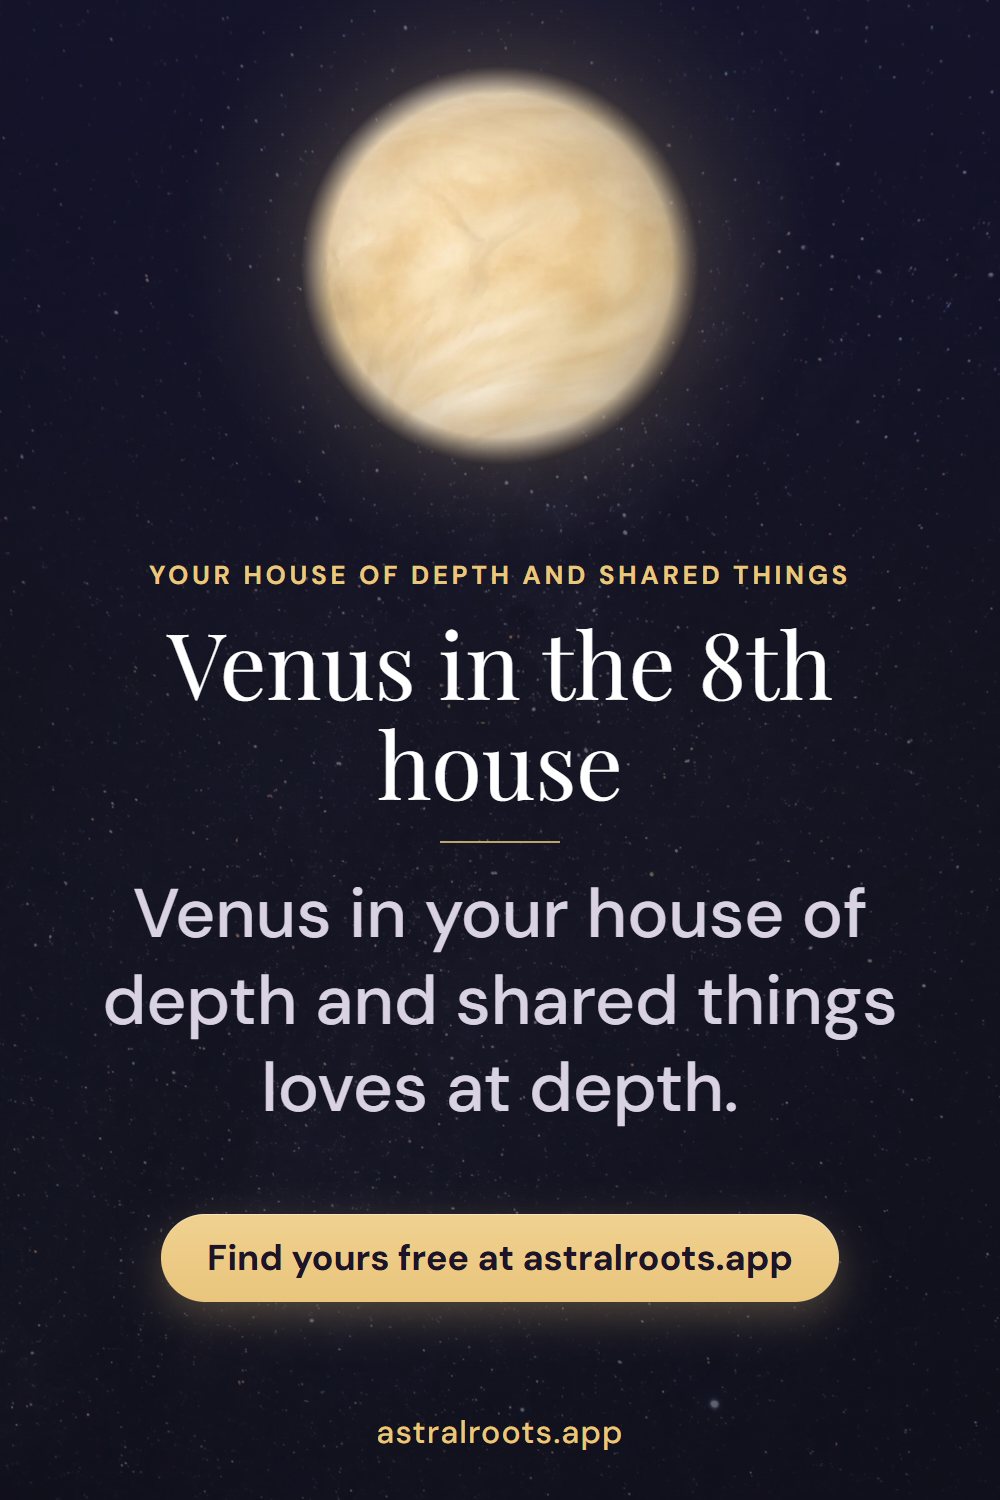 YOUR HOUSE OF DEPTH AND SHARED THINGS
Venus in the 8th
house
Venus in your house of
depth and shared things
loves at depth.
Find yours free at astralroots.app
astralroots.app